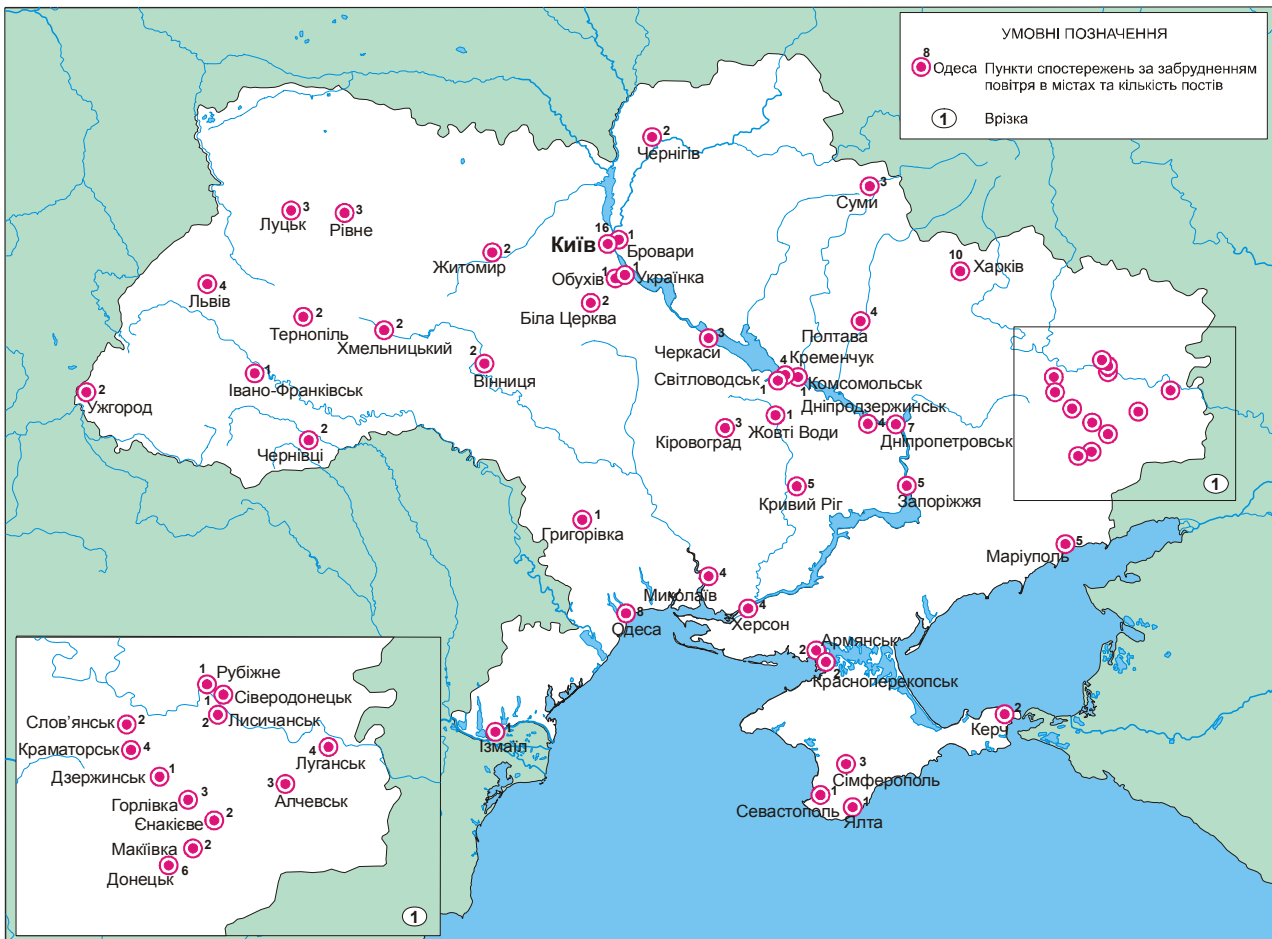 УМОВНІ ПОЗНАЧЕННЯ
8
Одеса Пункти спостережень за забрудненням
повітря в містах та кількість постів
1 Врізка
2
Чернігів
3
Суми
3
Луцьк
3
Рівне
16
Київ
1
Бровари
2
Житомир
1
Обухів
1
Українка
10
Харків
4
Львів
2
Біла Церква
2
Тернопіль
2
Хмельницький
3
Черкаси
4
Полтава
2
Вінниця
4
Кременчук
Світловодськ
1
Комсомольськ
1
1
Івано-Франківськ
2
Ужгород
Дніпродзержинськ
4
7
Дніпропетровськ
1
Жовті Води
3
Кіровоград
2
Чернівці
5
Кривий Ріг
5
Запоріжжя
1
1
Григорівка
5
Маріуполь
4
Миколаїв
4
Херсон
8
Одеса
Армянськ
2
2
Красноперекопськ
2
Керч
1
Ізмаїл
3
Сімферополь
Севастополь
1
1
Ялта
1
Рубіжне
Сіверодонецьк
1
2
Лисичанськ
Слов’янськ
2
Краматорськ
4
4
Луганськ
Дзержинськ
1
3
Алчевськ
Горлівка
3
Єнакієве
2
Макіївка
2
Донецьк
6
1